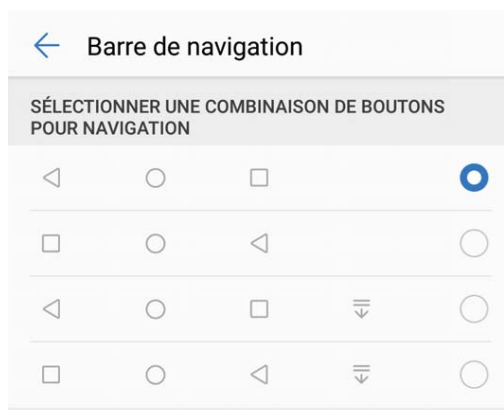 Barre de navigation
SÉLECTIONNER UNE COMBINAISON DE BOUTONS
POUR NAVIGATION